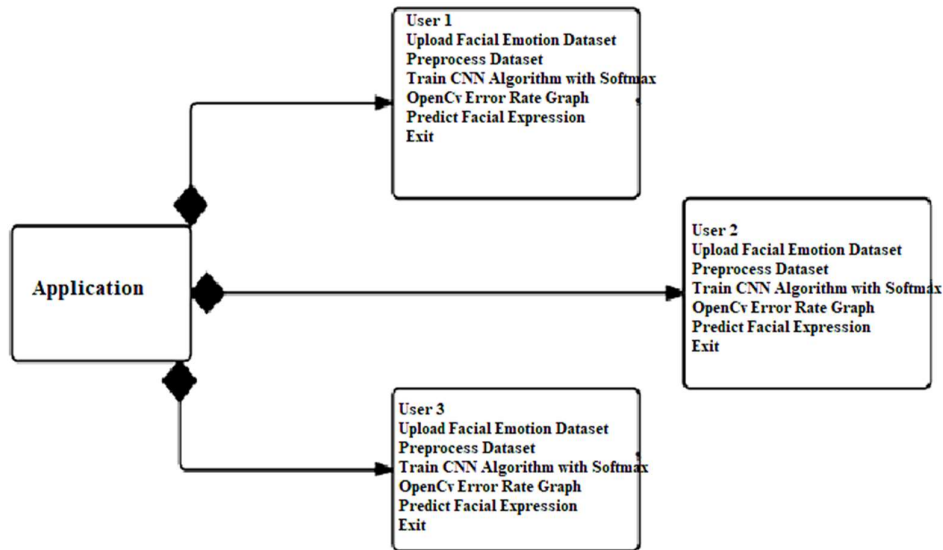 User 1
Upload Facial Emotion Dataset
Preprocess Dataset
Train CNN Algorithm with Softmax
OpenCv Error Rate Graph
Predict Facial Expression
Exit
Application
User 2
Upload Facial Emotion Dataset
Preprocess Dataset
Train CNN Algorithm with Softmax
OpenCv Error Rate Graph
Predict Facial Expression
Exit
User 3
Upload Facial Emotion Dataset
Preprocess Dataset
Train CNN Algorithm with Softmax
OpenCv Error Rate Graph
Predict Facial Expression
Exit